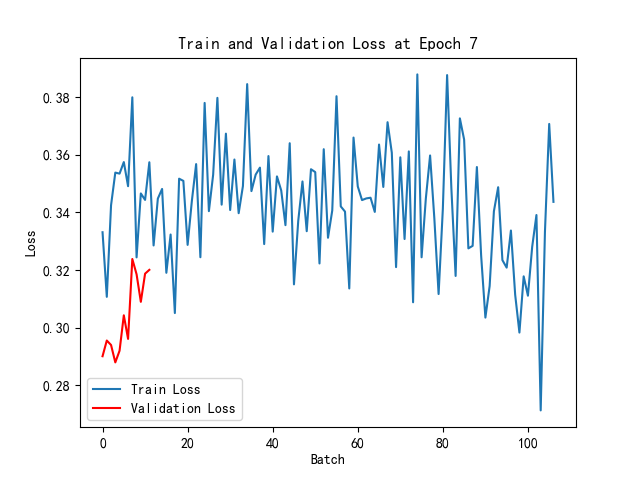 Train and Validation Loss at Epoch 7
Loss
0.38
0.36
0.34
0.32
0.30
0.28
Train Loss
Validation Loss
0 20 40 60 80 100
Batch